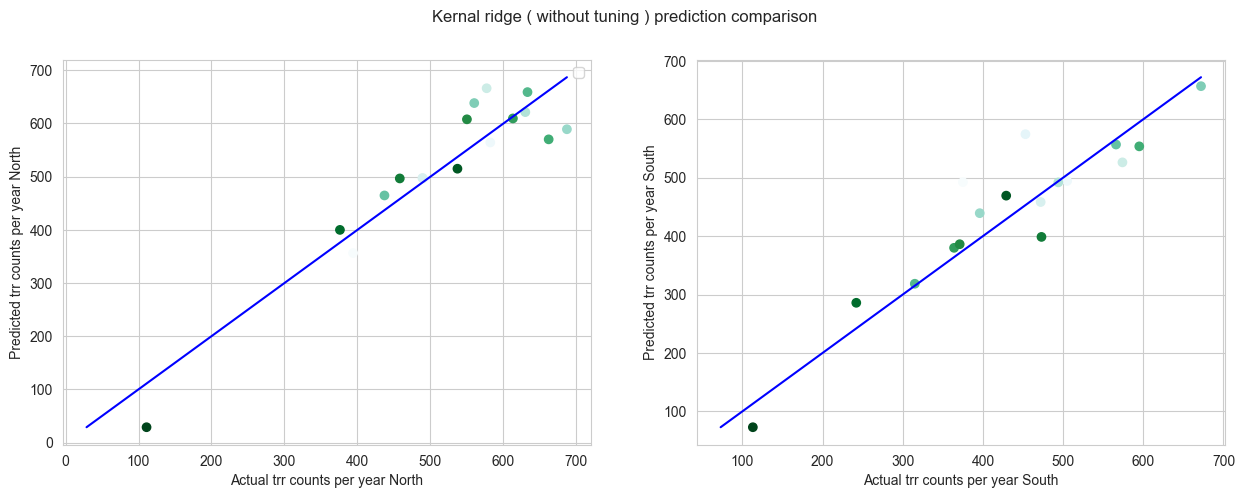 Kernal ridge ( without tuning ) prediction comparison
700
600
500
400
300
200
100
0
Predicted trr counts per year North
0 100 200 300 400 500 600 700
Actual trr counts per year North
700
600
500
400
300
200
100
Predicted trr counts per year South
100 200 300 400 500 600 700
Actual trr counts per year South